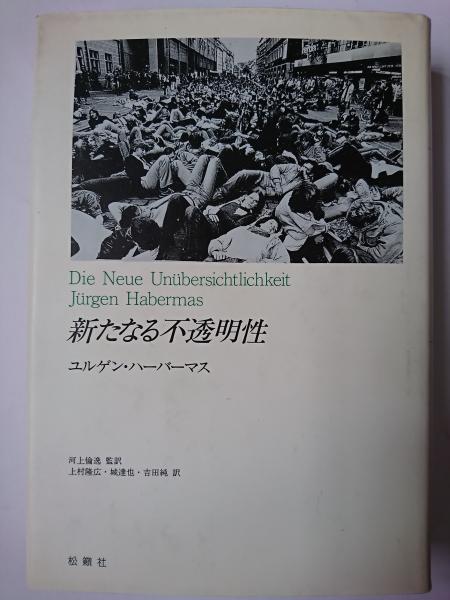 Die Neue Unübersichtlichkeit
Jürgen Habermas
新たなる不透明性
ユルゲン・ハーバーマス
河上倫逸 監訳
上村隆広・城達也・吉田純 訳
松籟社